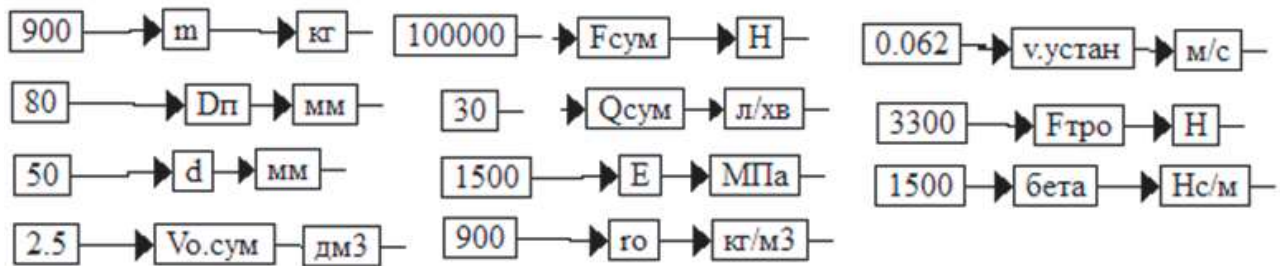 900 m кг 100000 Fсум Н 0.062 v.устан м/с
80 Dп мм 30 Qсум л/хв 3300 Fтро Н
50 d мм 1500 E МПа 1500 бета Нс/м
2.5 Vo.сум дм3 900 ro кг/м3